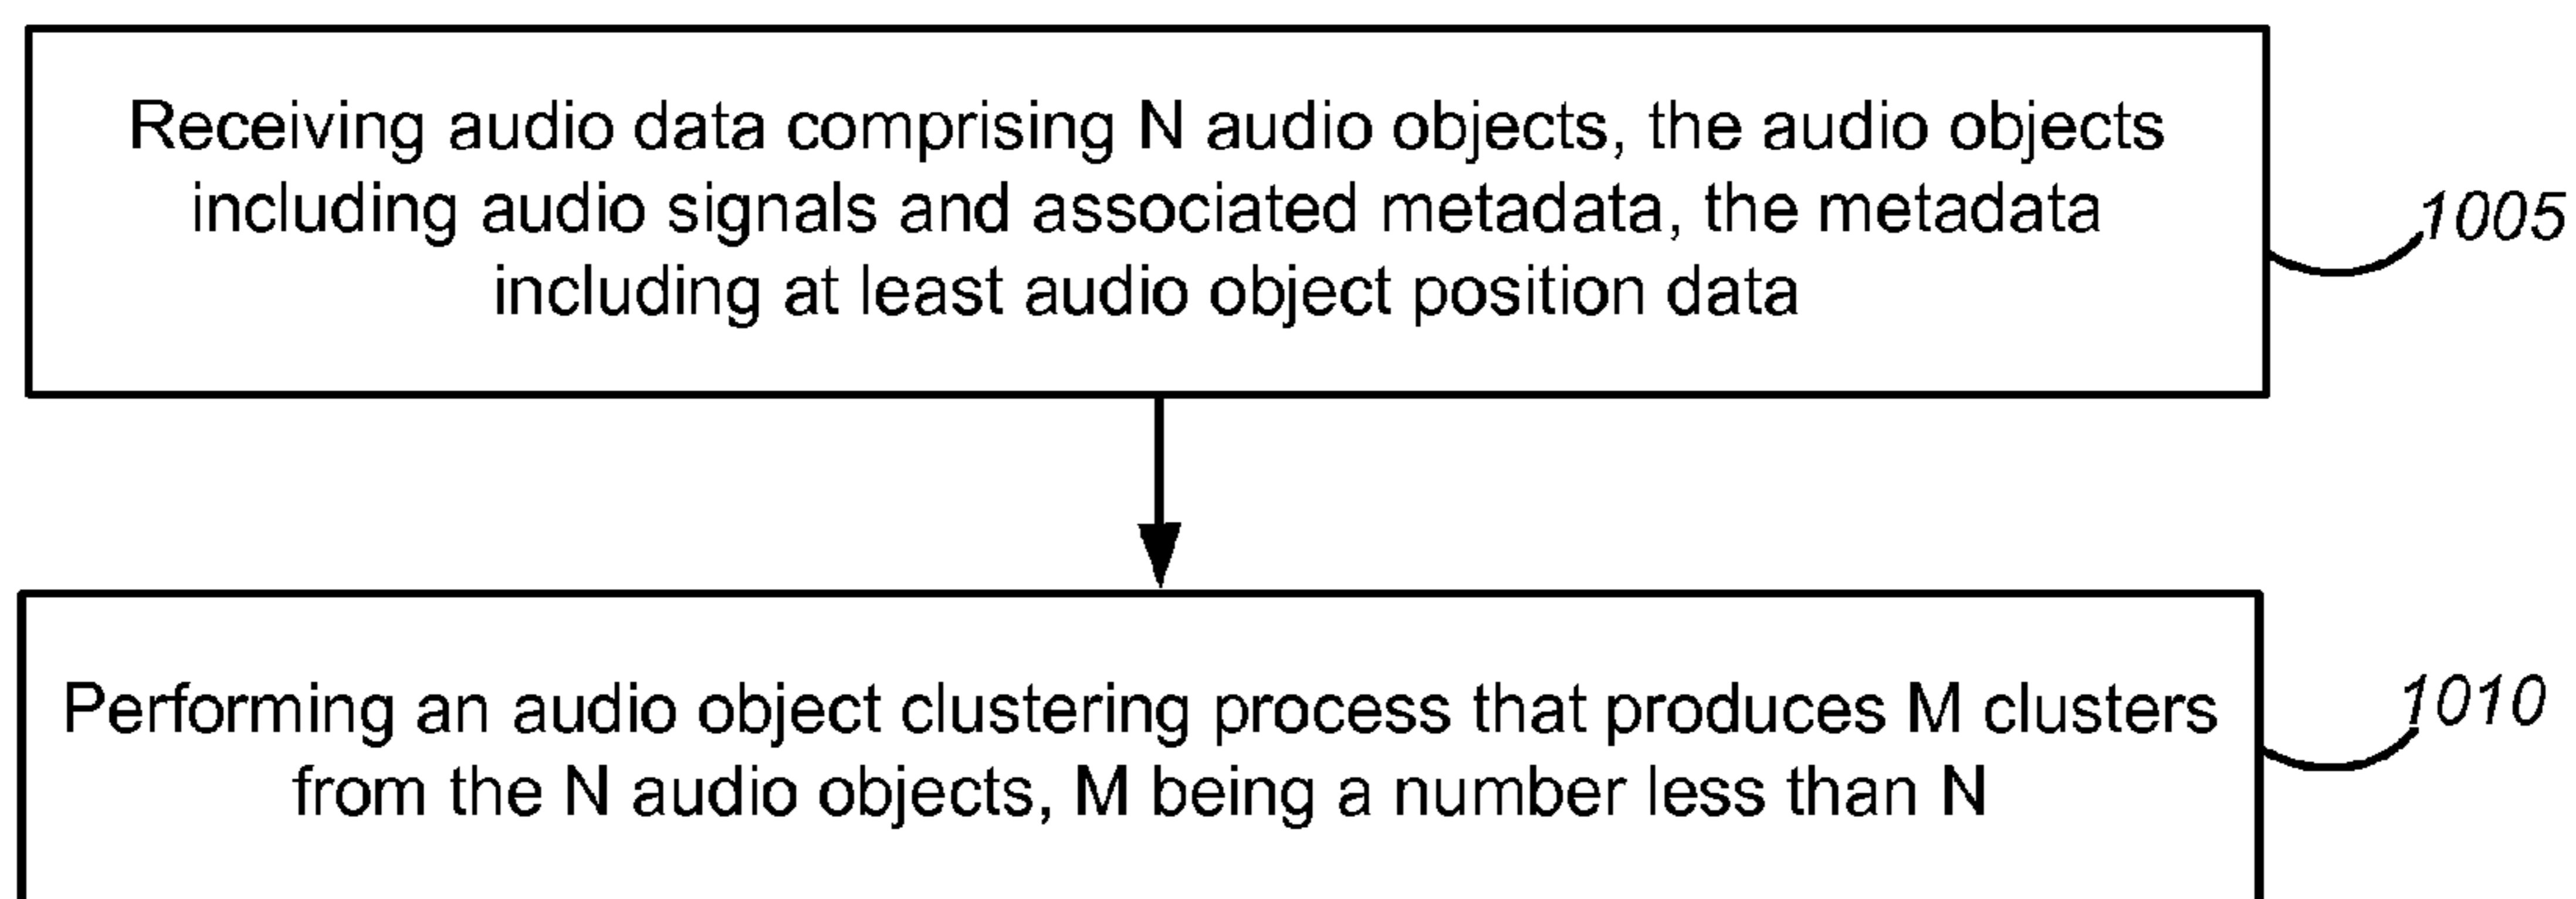 Receiving audio data comprising N audio objects, the audio objects
including audio signals and associated metadata, the metadata
including at least audio object position data
1005
Performing an audio object clustering process that produces M clusters
from the N audio objects, M being a number less than N
1010